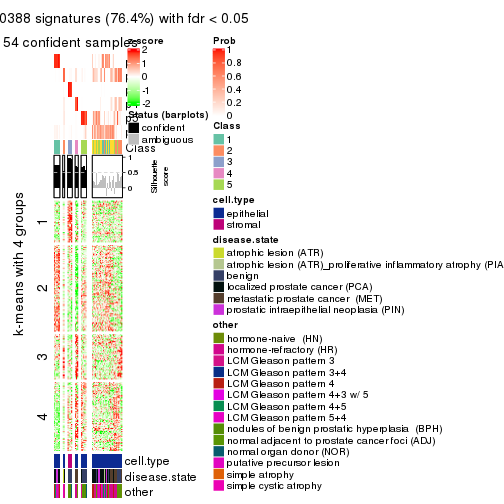 0388 signatures (76.4%) with fdr < 0.05
54 confident samples
z-score
2
1
0
-1
-2
Status (barplots)
confident
ambiguous
Class
1
0.5
0
Silhouette
score
k-means with 4 groups
1
2
3
4
cell.type
disease.state
other
Prob
1
0.8
0.6
0.4
0.2
0
Class
1
2
3
4
5
cell.type
epithelial
stromal
disease.state
atrophic lesion (ATR)
atrophic lesion (ATR)_proliferative inflammatory atrophy (PIA
benign
localized prostate cancer (PCA)
metastatic prostate cancer (MET)
prostatic intraepithelial neoplasia (PIN)
other
hormone-naive (HN)
hormone-refractory (HR)
LCM Gleason pattern 3
LCM Gleason pattern 3+4
LCM Gleason pattern 4
LCM Gleason pattern 4+3 w/ 5
LCM Gleason pattern 4+5
LCM Gleason pattern 5+4
nodules of benign prostatic hyperplasia (BPH)
normal adjacent to prostate cancer foci (ADJ)
normal organ donor (NOR)
putative precursor lesion
simple atrophy
simple cystic atrophy